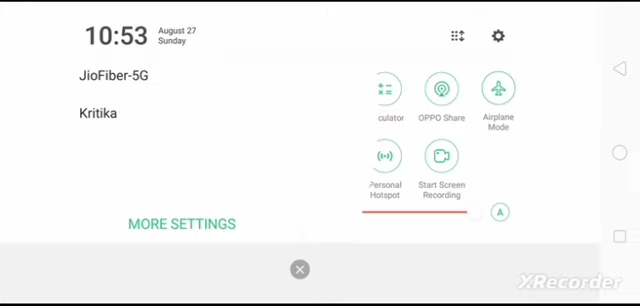 10:53
August 27
Sunday
JioFiber-5G
Kritika
culator
OPPO Share
Airplane
Mode
Personal
Hotspot
Start Screen
Recording
A
MORE SETTINGS
XRecorder